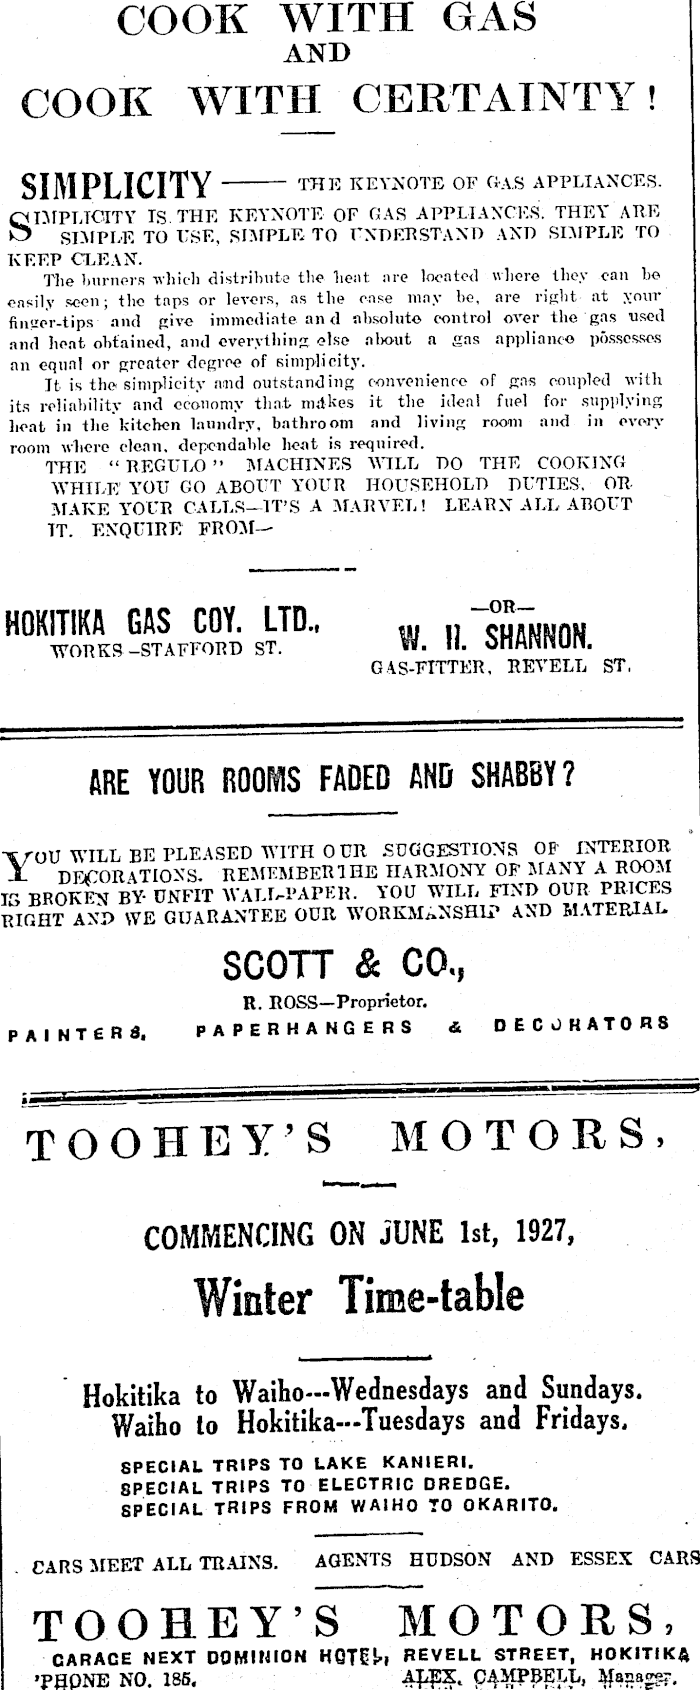 COOK WITH GAS
AND
COOK WITH CERTAINTY!
SIMPLICITY —— THE KEYNOTE OF GAS APPLIANCES.
SIMPLICITY IS THE KEYNOTE OF GAS APPLIANCES. THEY ARE
SIMPLE TO USE, SIMPLE TO UNDERSTAND AND SIMPLE TO
KEEP CLEAN.
The burners which distribute the heat are located where they can be
easily seen; the taps or levers, as the case may be, are right at your
finger-tips and give immediate and absolute control over the gas used
and heat obtained, and everything else about a gas appliance possesses
an equal or greater degree of simplicity.
It is the simplicity and outstanding convenience of gas coupled with
its reliability and economy that makes it the ideal fuel for supplying
heat in the kitchen laundry, bathroom and living room and in every
room where clean, dependable heat is required.
THE "REGULO" MACHINES WILL DO THE COOKING
WHILE YOU GO ABOUT YOUR HOUSEHOLD DUTIES, OR
MAKE YOUR CALLS—IT'S A MARVEL! LEARN ALL ABOUT
IT. ENQUIRE FROM—
HOKITIKA GAS COY. LTD.,
WORKS—STAFFORD ST.
—OR—
W. H. SHANNON.
GAS-FITTER, REVELL ST.
ARE YOUR ROOMS FADED AND SHABBY?
YOU WILL BE PLEASED WITH OUR SUGGESTIONS OF INTERIOR
DECORATIONS. REMEMBER THE HARMONY OF MANY A ROOM
IS BROKEN BY UNFIT WALL-PAPER. YOU WILL FIND OUR PRICES
RIGHT AND WE GUARANTEE OUR WORKMANSHIP AND MATERIAL
SCOTT & CO.,
R. ROSS—Proprietor.
PAINTERS, PAPERHANGERS & DECORATORS
TOOHEY'S MOTORS,
COMMENCING ON JUNE 1st, 1927,
Winter Time-table
Hokitika to Waiho---Wednesdays and Sundays.
Waiho to Hokitika---Tuesdays and Fridays.
SPECIAL TRIPS TO LAKE KANIERI.
SPECIAL TRIPS TO ELECTRIC DREDGE.
SPECIAL TRIPS FROM WAIHO TO OKARITO.
CARS MEET ALL TRAINS. AGENTS HUDSON AND ESSEX CARS
TOOHEY'S MOTORS,
GARAGE NEXT DOMINION HOTEL, REVELL STREET, HOKITIKA
'PHONE NO. 185. ALEX. CAMPBELL, Manager.